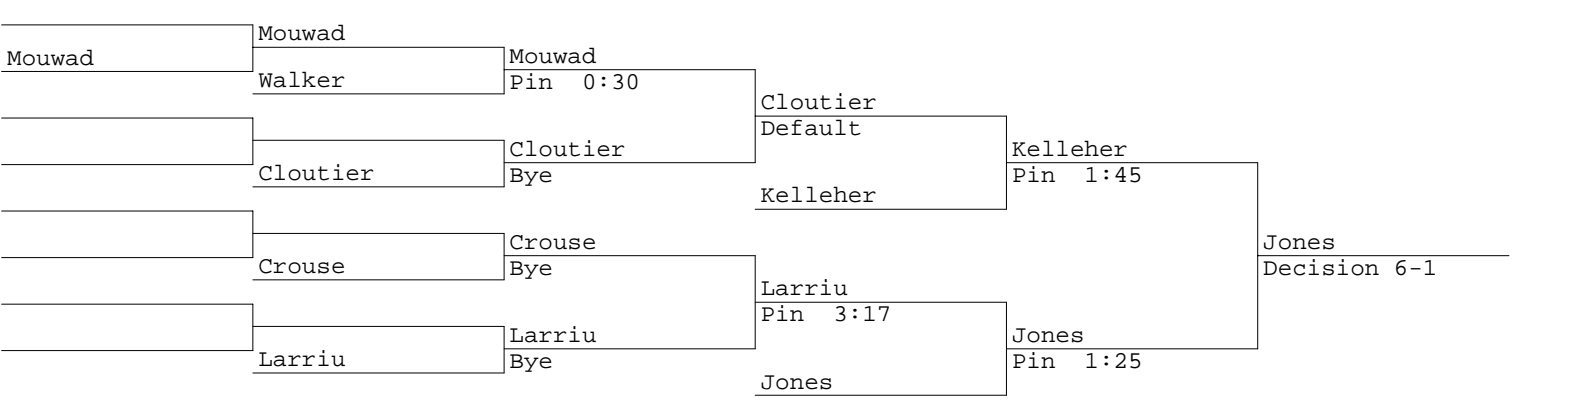 Mouwad
Mouwad
Walker
Mouwad
Pin 0:30
Cloutier
Cloutier
Bye
Cloutier
Default
Kelleher
Kelleher
Pin 1:45
Crouse
Crouse
Bye
Larriu
Larriu
Bye
Larriu
Pin 3:17
Jones
Jones
Pin 1:25
Jones
Decision 6-1